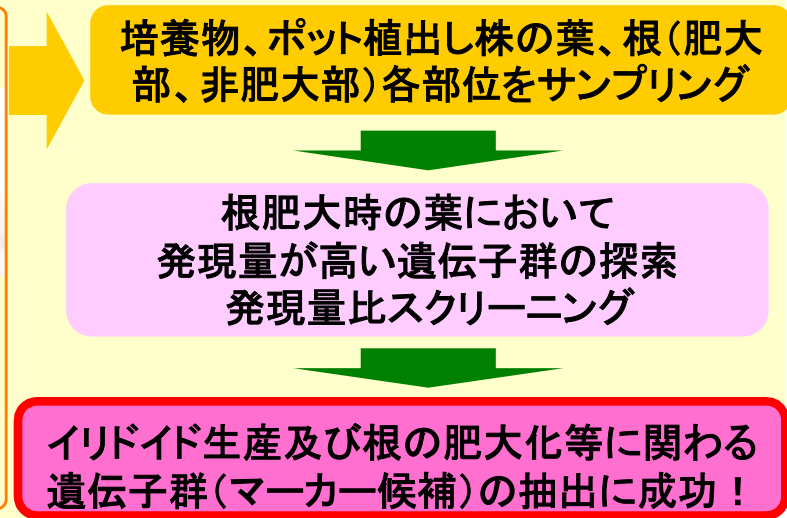 培養物、ポット植出し株の葉、根（肥大
部、非肥大部）各部位をサンプリング
根肥大時の葉において
発現量が高い遺伝子群の探索
発現量比スクリーニング
イリドイド生産及び根の肥大化等に関わる
遺伝子群（マーカー候補）の抽出に成功！